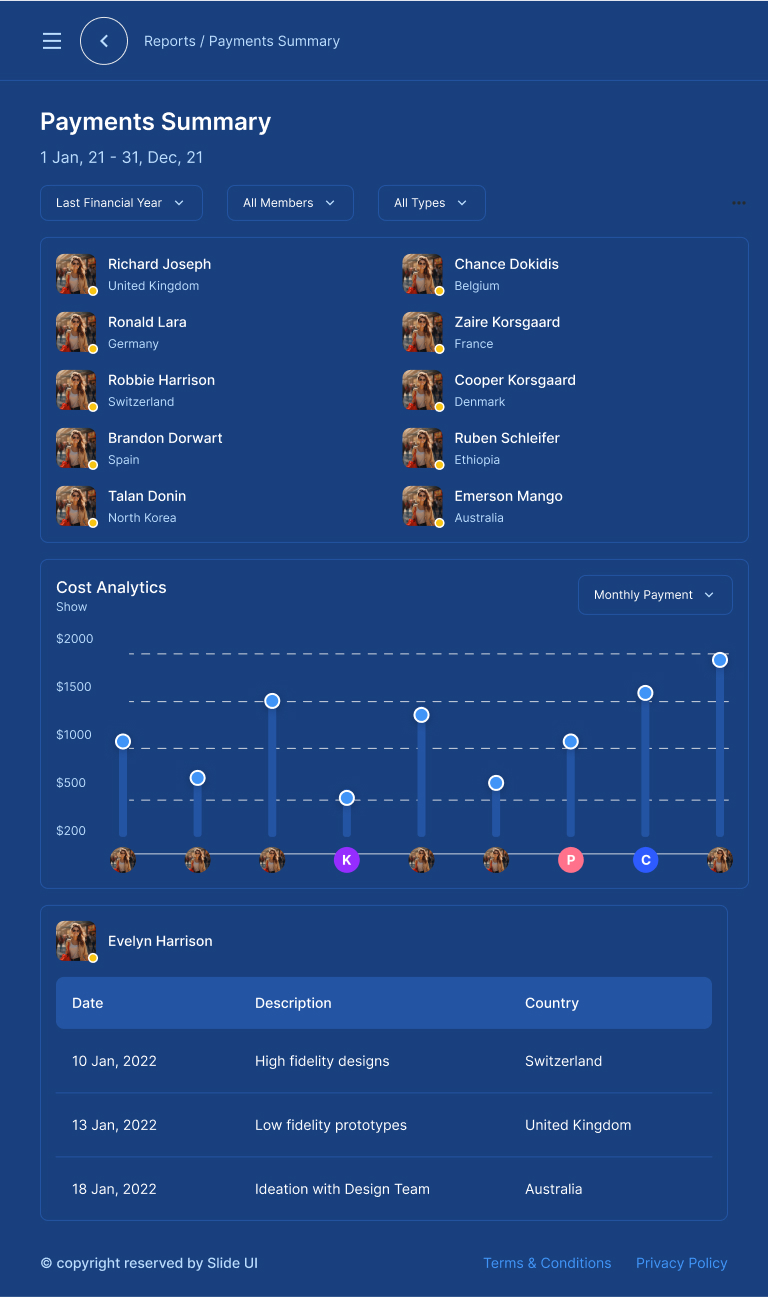 Reports / Payments Summary
Payments Summary
1 Jan, 21 - 31, Dec, 21
Last Financial Year
All Members
All Types
Richard Joseph
United Kingdom
Chance Dokidis
Belgium
Ronald Lara
Germany
Zaire Korsgaard
France
Robbie Harrison
Switzerland
Cooper Korsgaard
Denmark
Brandon Dorwart
Spain
Ruben Schleifer
Ethiopia
Talan Donin
North Korea
Emerson Mango
Australia
Cost Analytics
Show
Monthly Payment
$2000
$1500
$1000
$500
$200
K
P
C
Evelyn Harrison
Date Description Country
10 Jan, 2022 High fidelity designs Switzerland
13 Jan, 2022 Low fidelity prototypes United Kingdom
18 Jan, 2022 Ideation with Design Team Australia
© copyright reserved by Slide UI
Terms & Conditions
Privacy Policy